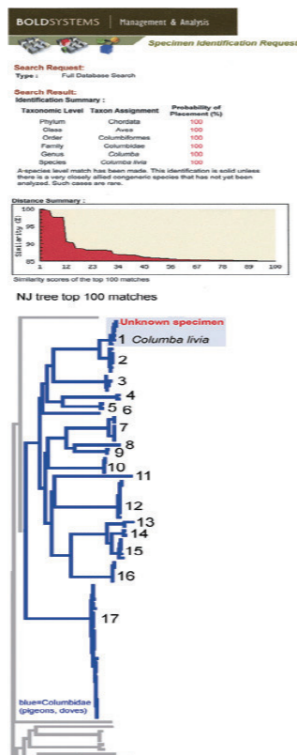 BOLDSYSTEMS Management & Analysis
Specimen Identification Request
Search Request:
Type : Full Database Search
Search Result:
Identification Summary :
Taxonomic Level Taxon Assignment Probability of Placement (%)
Phylum Chordata 100
Class Aves 100
Order Columbiformes 100
Family Columbidae 100
Genus Columba 100
Species Columba livia 100
A species level match has been made. This identification is solid unless
there is a very closely allied congeneric species that has not yet been
analyzed. Such cases are rare.
Distance Summary :
Similarity (%)
100
95
90
85
1 12 23 34 45 56 67 78 89 100
Similarity scores of the top 100 matches
NJ tree top 100 matches
Unknown specimen
1 Columba livia
2
3
4
5
6
7
8
9
10
11
12
13
14
15
16
17
blue=Columbidae
(pigeons, doves)